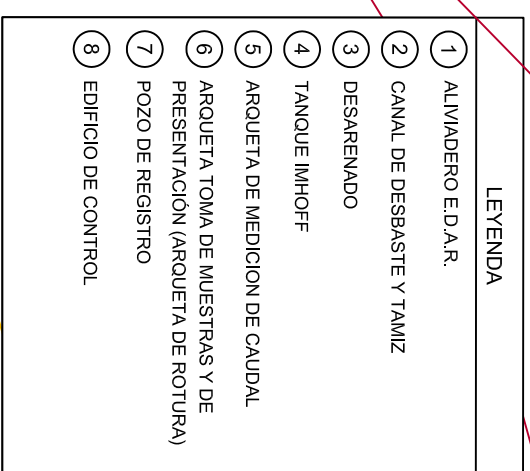 LEYENDA
1 ALIVIADERO E.D.A.R.
2 CANAL DE DESBASTE Y TAMIZ
3 DESARENADO
4 TANQUE IMHOFF
5 ARQUETA DE MEDICION DE CAUDAL
6 ARQUETA TOMA DE MUESTRAS Y DE
PRESENTACIÓN (ARQUETA DE ROTURA)
7 POZO DE REGISTRO
8 EDIFICIO DE CONTROL